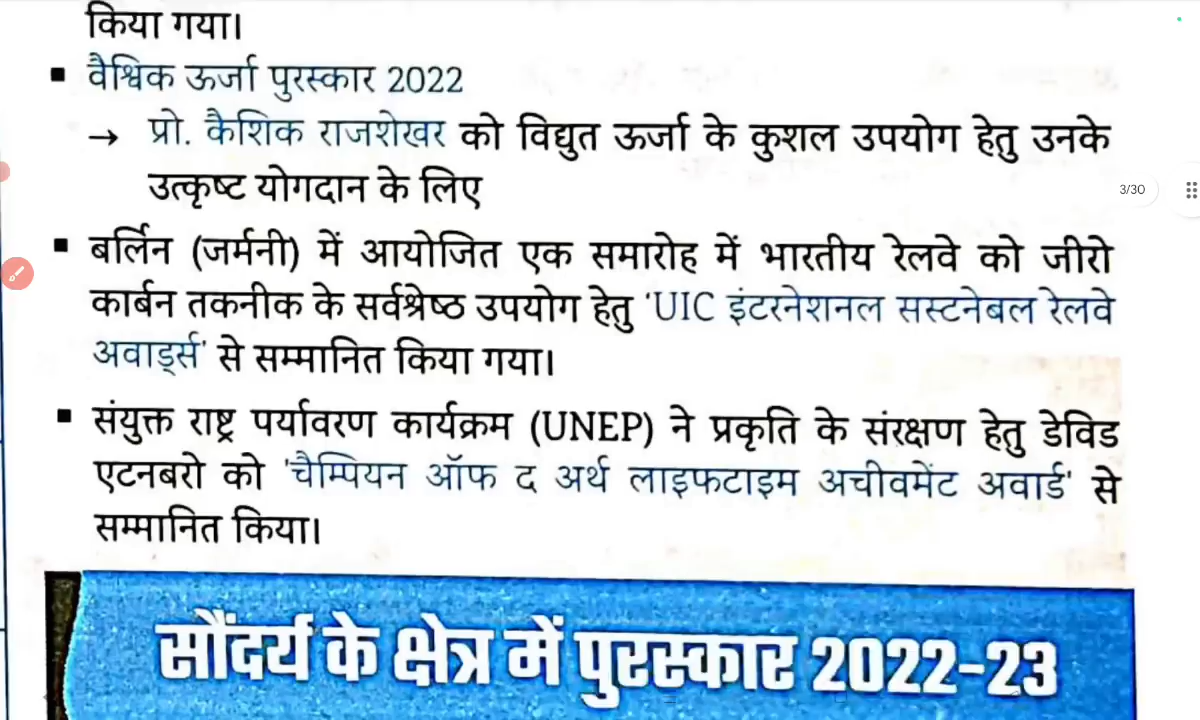 किया गया।
▪ वैश्विक ऊर्जा पुरस्कार 2022
→ प्रो. कैशिक राजशेखर को विद्युत ऊर्जा के कुशल उपयोग हेतु उनके
उत्कृष्ट योगदान के लिए
3/30
▪ बर्लिन (जर्मनी) में आयोजित एक समारोह में भारतीय रेलवे को जीरो
कार्बन तकनीक के सर्वश्रेष्ठ उपयोग हेतु 'UIC इंटरनेशनल सस्टनेबल रेलवे
अवार्ड्स' से सम्मानित किया गया।
▪ संयुक्त राष्ट्र पर्यावरण कार्यक्रम (UNEP) ने प्रकृति के संरक्षण हेतु डेविड
एटनबरो को 'चैम्पियन ऑफ द अर्थ लाइफटाइम अचीवमेंट अवार्ड' से
सम्मानित किया।
सौंदर्य के क्षेत्र में पुरस्कार 2022-23